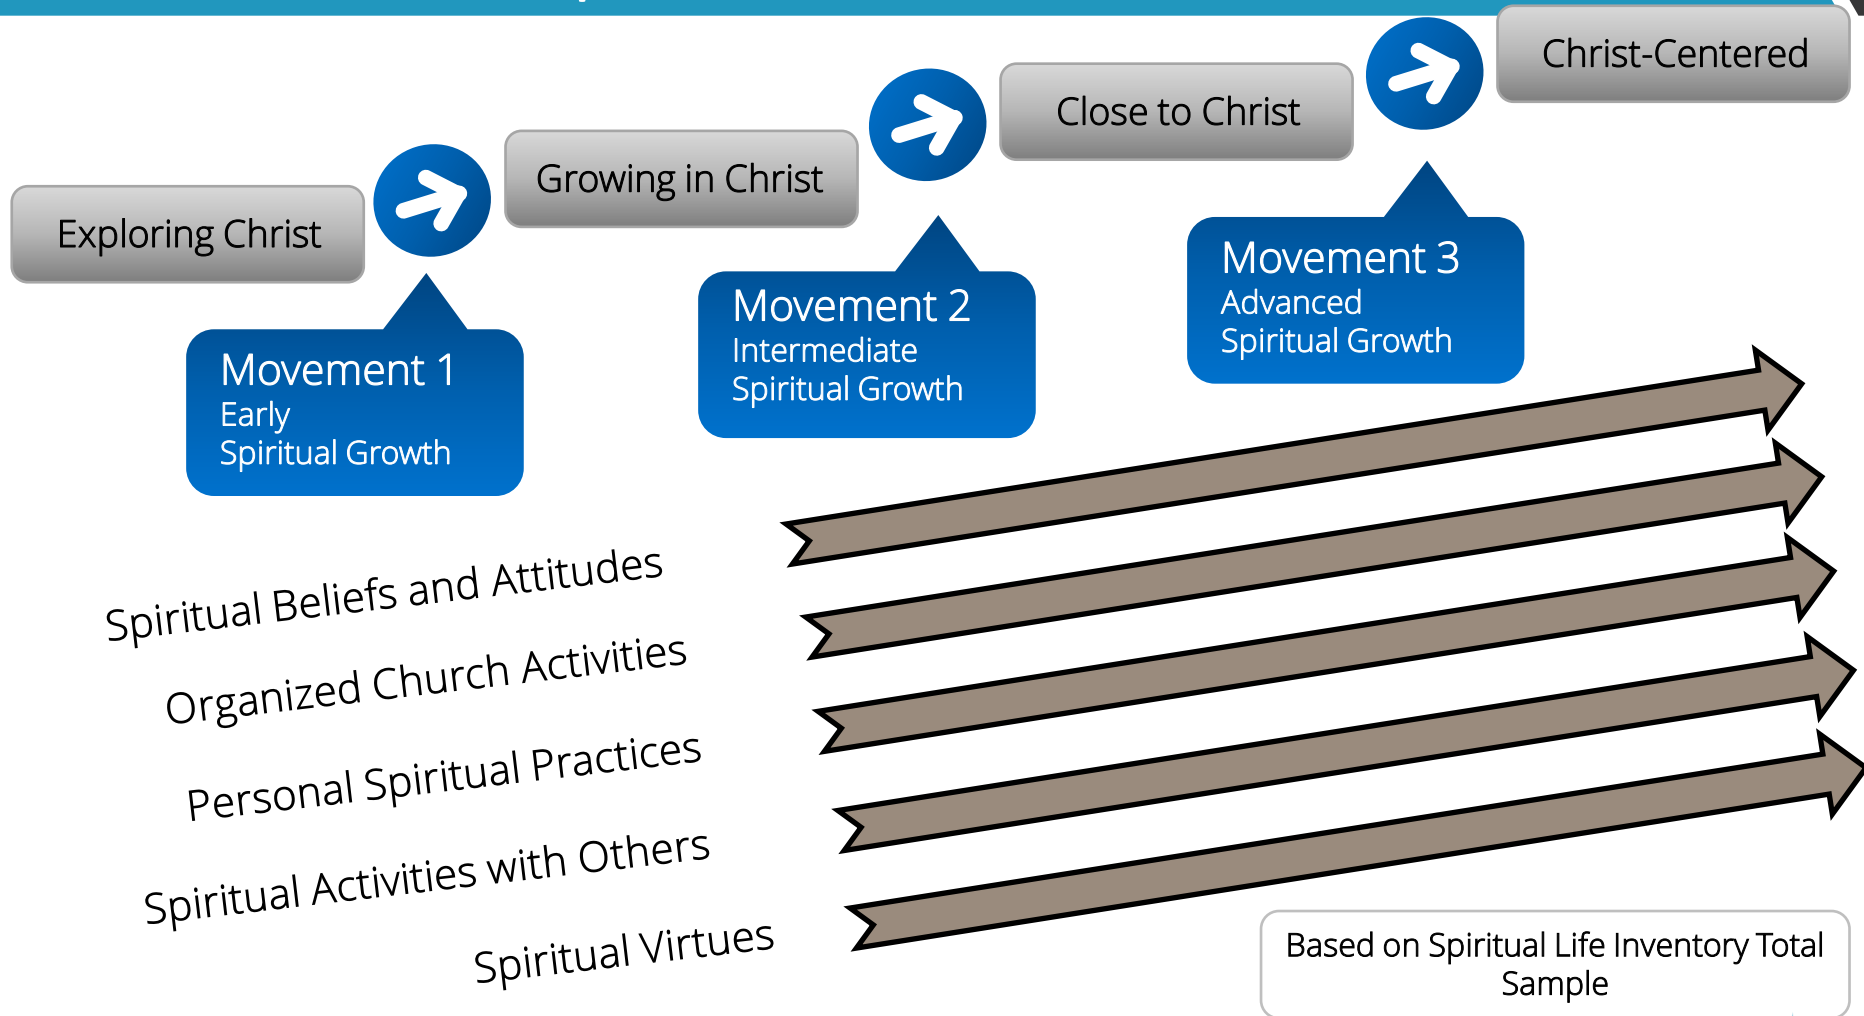 Christ-Centered
Close to Christ
Growing in Christ
Exploring Christ
Movement 1
Early
Spiritual Growth
Movement 2
Intermediate
Spiritual Growth
Movement 3
Advanced
Spiritual Growth
Spiritual Beliefs and Attitudes
Organized Church Activities
Personal Spiritual Practices
Spiritual Activities with Others
Spiritual Virtues
Based on Spiritual Life Inventory Total
Sample